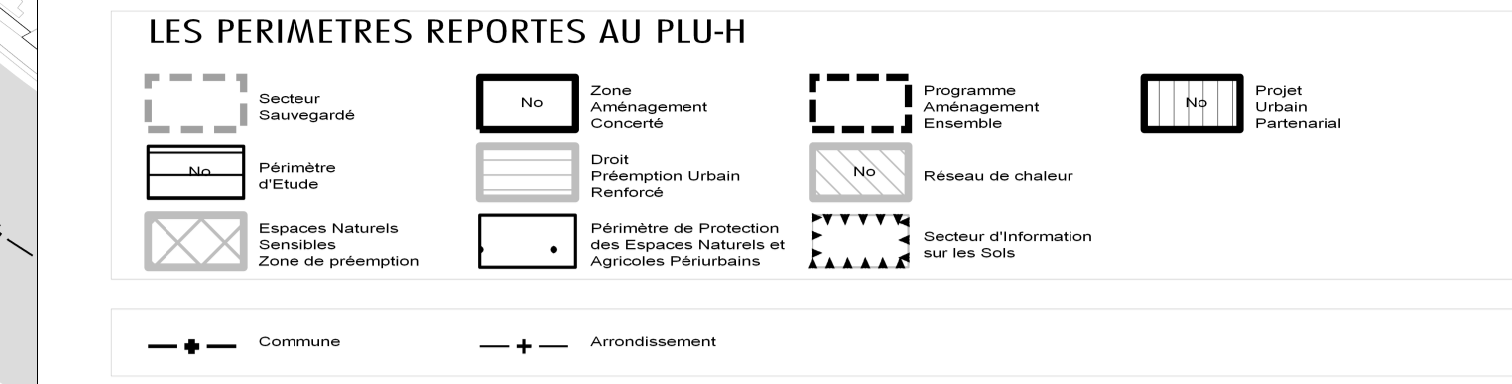 LES PERIMETRES REPORTES AU PLU-H
Secteur
Sauvegardé
No
Zone
Aménagement
Concerté
Programme
Aménagement
Ensemble
No
Projet
Urbain
Partenarial
No
Périmètre
d'Etude
Droit
Préemption Urbain
Renforcé
No
Réseau de chaleur
Espaces Naturels
Sensibles
Zone de préemption
Périmètre de Protection
des Espaces Naturels et
Agricoles Périurbains
Secteur d'Information
sur les Sols
Commune
Arrondissement